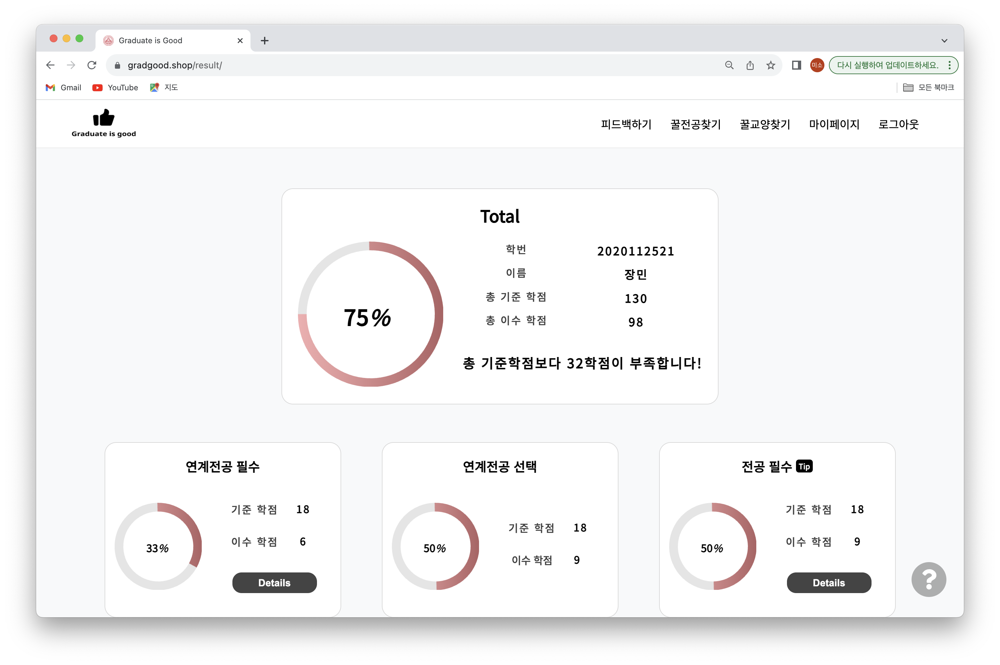 Graduate is Good
gradgood.shop/result/
미소
다시 실행하여 업데이트하세요.
Gmail
YouTube
지도
모든 북마크
Graduate is good
피드백하기
꿀전공찾기
꿀교양찾기
마이페이지
로그아웃
Total
75%
학번 2020112521
이름 장민
총 기준 학점 130
총 이수 학점 98
총 기준학점보다 32학점이 부족합니다!
연계전공 필수
33%
기준 학점 18
이수 학점 6
Details
연계전공 선택
50%
기준 학점 18
이수 학점 9
전공 필수 Tip
50%
기준 학점 18
이수 학점 9
Details
?